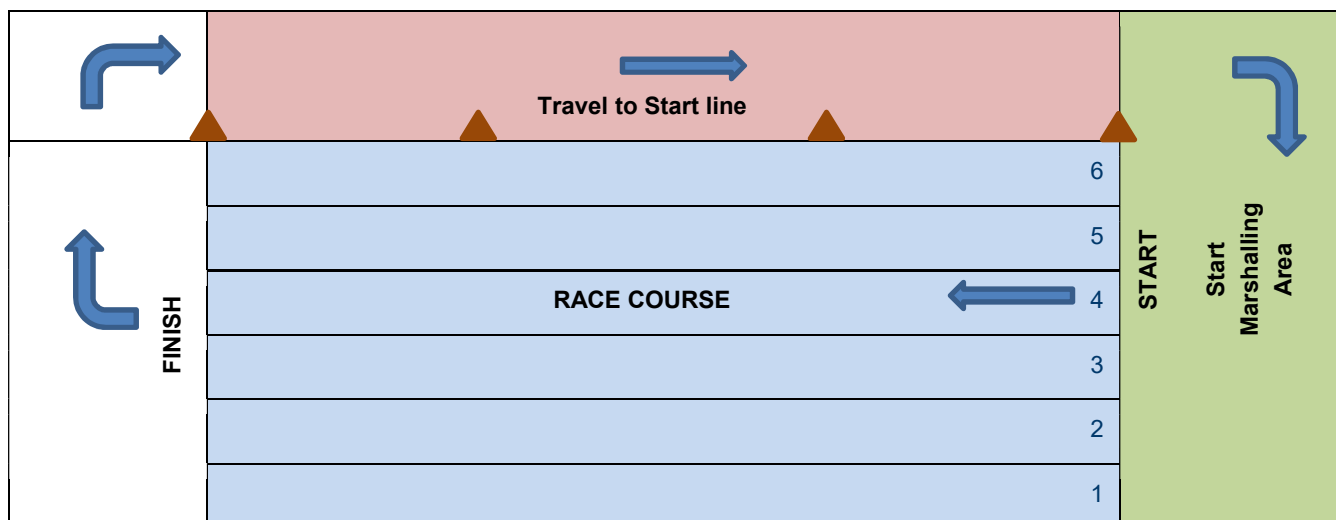 Travel to Start line
6
5
RACE COURSE
4
3
2
1
FINISH
START
Start
Marshalling
Area